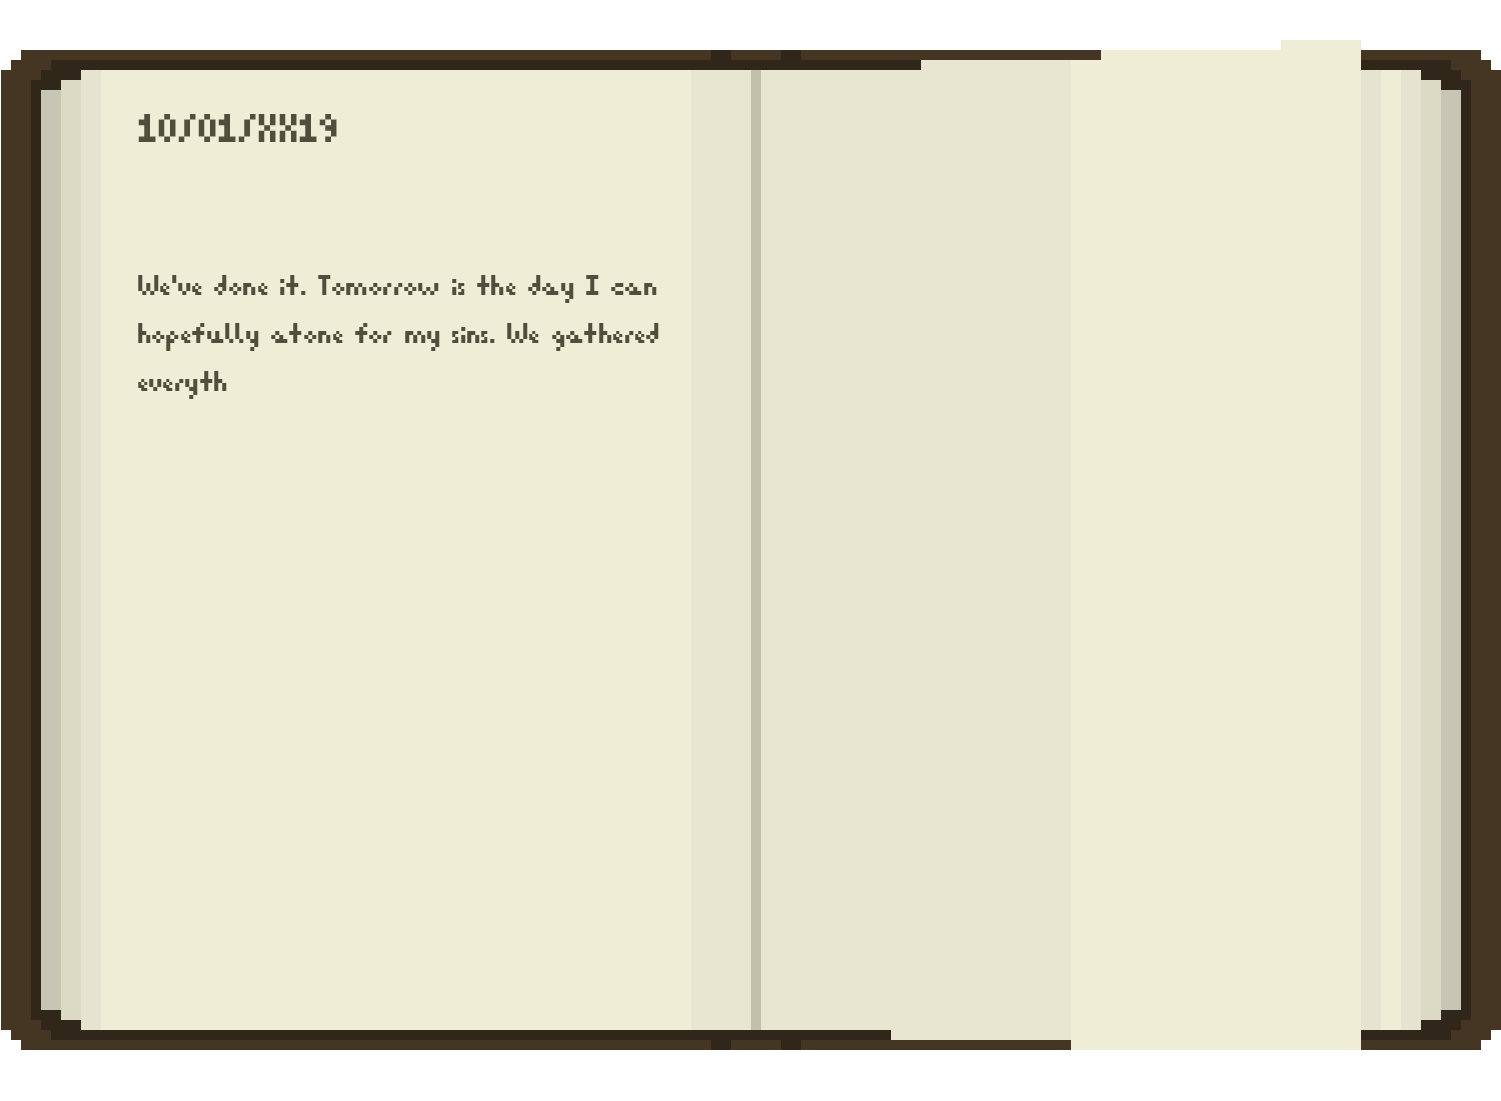 10/01/XX19
We've done it. Tomorrow is the day I can
hopefully atone for my sins. We gathered
everyth